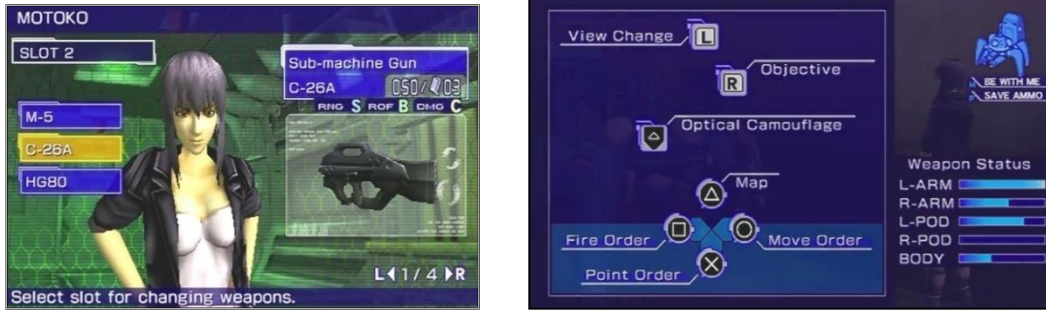 MOTOKO
SLOT 2
Sub-machine Gun
C-26A 050/03
RNG S ROF B DMG C
M-5
C-26A
HG80
L 1/4 R
Select slot for changing weapons.
View Change L
R Objective
Optical Camouflage
Map
Fire Order
Move Order
Point Order
BE WITH ME
SAVE AMMO
Weapon Status
L-ARM
R-ARM
L-POD
R-POD
BODY